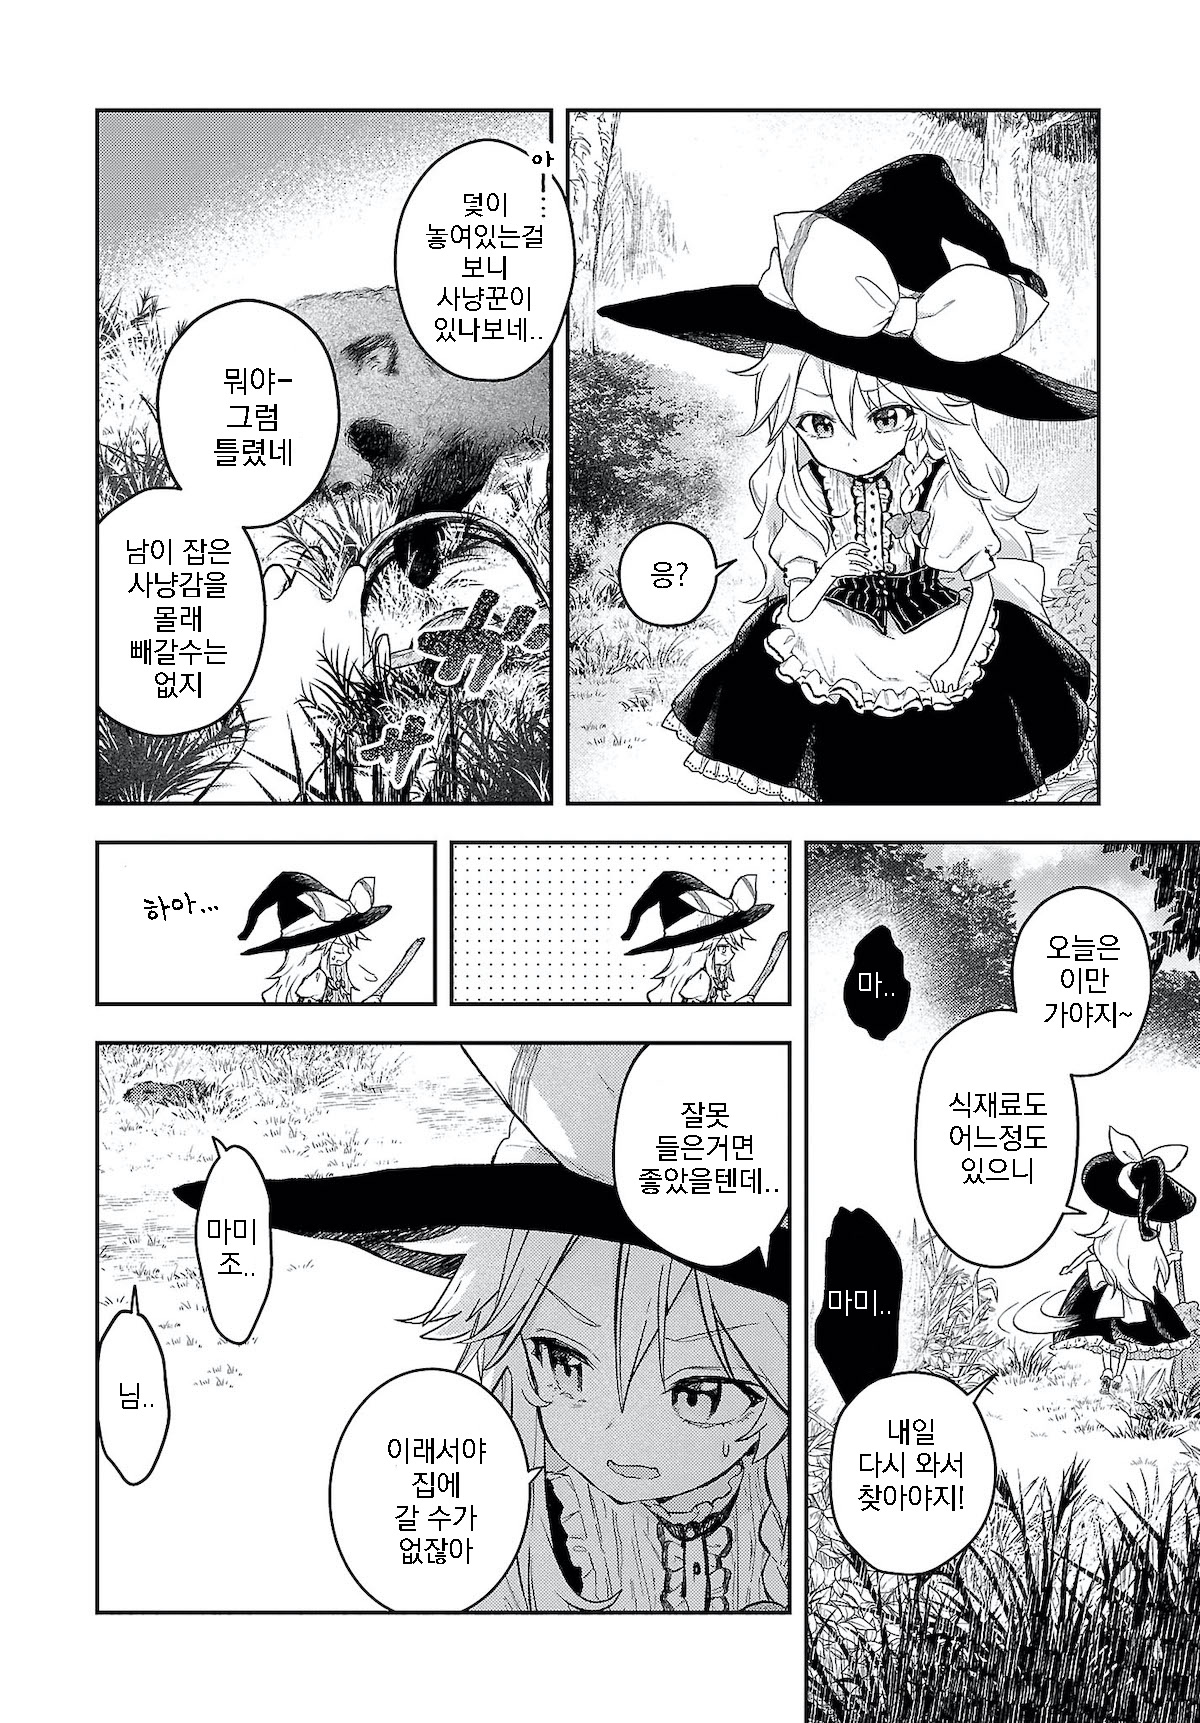 응?
아ー…
덫이
놓여있는걸
보니
사냥꾼이
있나보네..
뭐야-
그럼
틀렸네
남이 잡은
사냥감을
몰래
빼갈수는
없지
ガ
サ
오늘은
이만
가야지~
식재료도
어느정도
있으니
마..
마미..
내일
다시 와서
찾아야지!
하아...
잘못
들은거면
좋았을텐데..
마미
조..
님..
이래서야
집에
갈 수가
없잖아